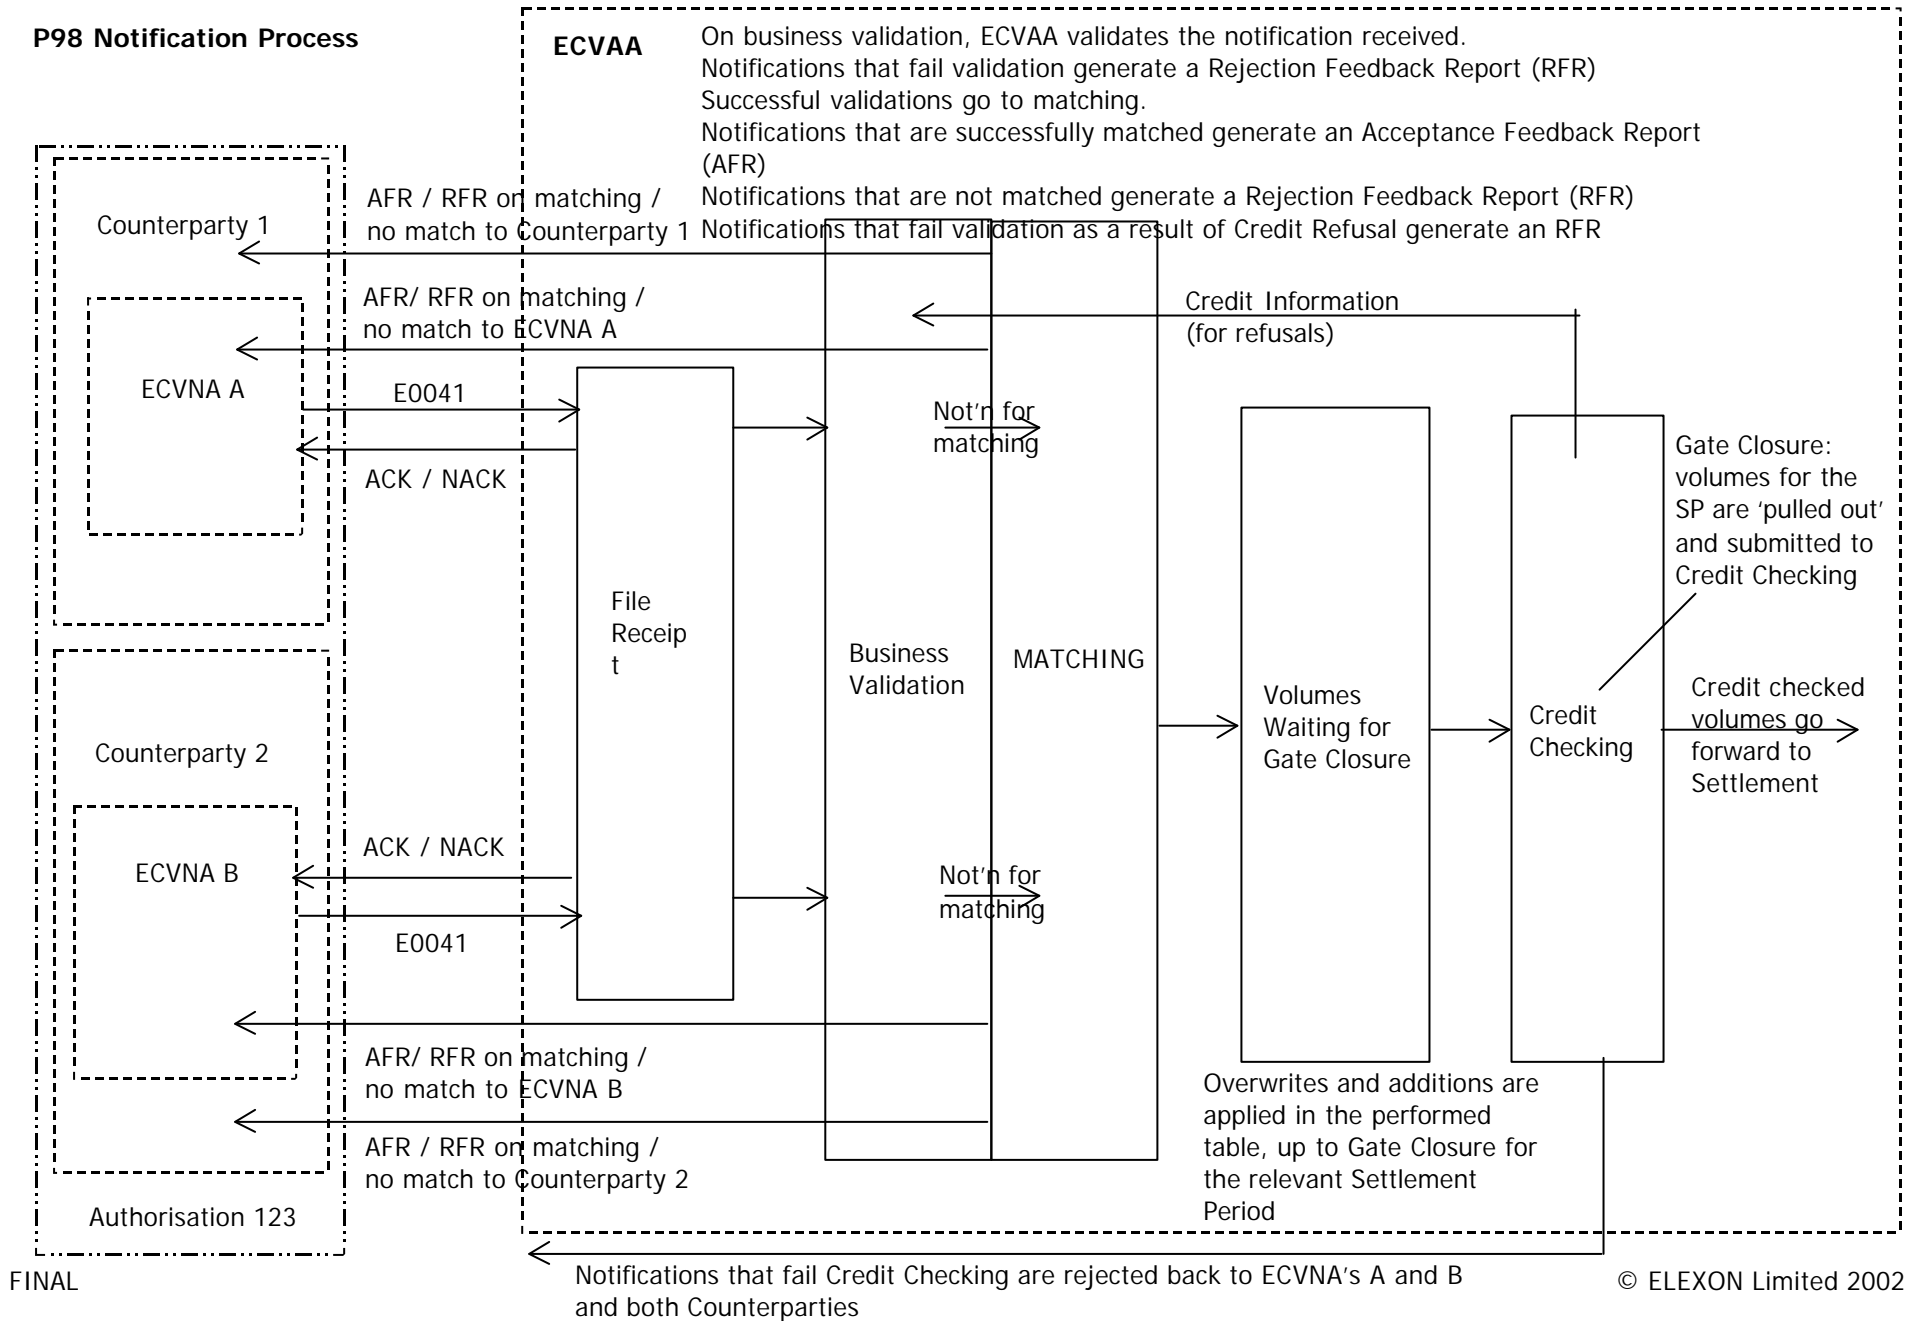 P98 Notification Process
ECVAA
On business validation, ECVAA validates the notification received.
Notifications that fail validation generate a Rejection Feedback Report (RFR)
Successful validations go to matching.
Notifications that are successfully matched generate an Acceptance Feedback Report
(AFR)
Notifications that are not matched generate a Rejection Feedback Report (RFR)
Notifications that fail validation as a result of Credit Refusal generate an RFR
AFR / RFR on matching /
no match to Counterparty 1
Counterparty 1
AFR/ RFR on matching /
no match to ECVNA A
Credit Information
(for refusals)
ECVNA A
E0041
ACK / NACK
Not'n for
matching
Gate Closure:
volumes for the
SP are ‘pulled out’
and submitted to
Credit Checking
File
Receip
t
Business
Validation
MATCHING
Volumes
Waiting for
Gate Closure
Credit
Checking
Credit checked
volumes go
forward to
Settlement
Counterparty 2
ECVNA B
ACK / NACK
E0041
Not'n for
matching
AFR/ RFR on matching /
no match to ECVNA B
AFR / RFR on matching /
no match to Counterparty 2
Overwrites and additions are
applied in the performed
table, up to Gate Closure for
the relevant Settlement
Period
Authorisation 123
FINAL
Notifications that fail Credit Checking are rejected back to ECVNA’s A and B
and both Counterparties
© ELEXON Limited 2002